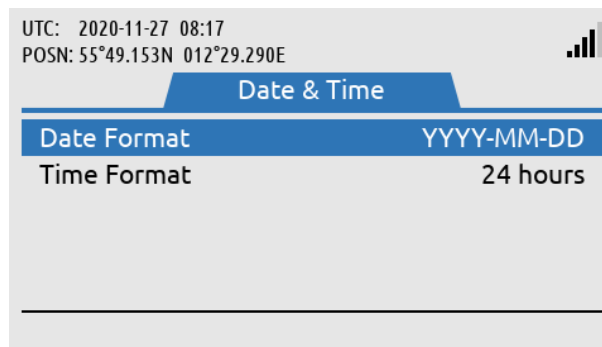 UTC: 2020-11-27 08:17
POSN: 55°49.153N 012°29.290E
Date & Time
Date Format YYYY-MM-DD
Time Format 24 hours